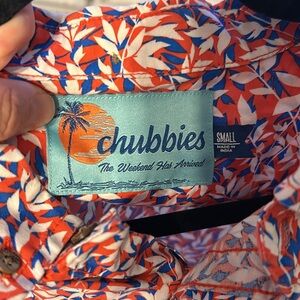 chubbies
The Weekend Has Arrived
SMALL
MADE IN
INDIA